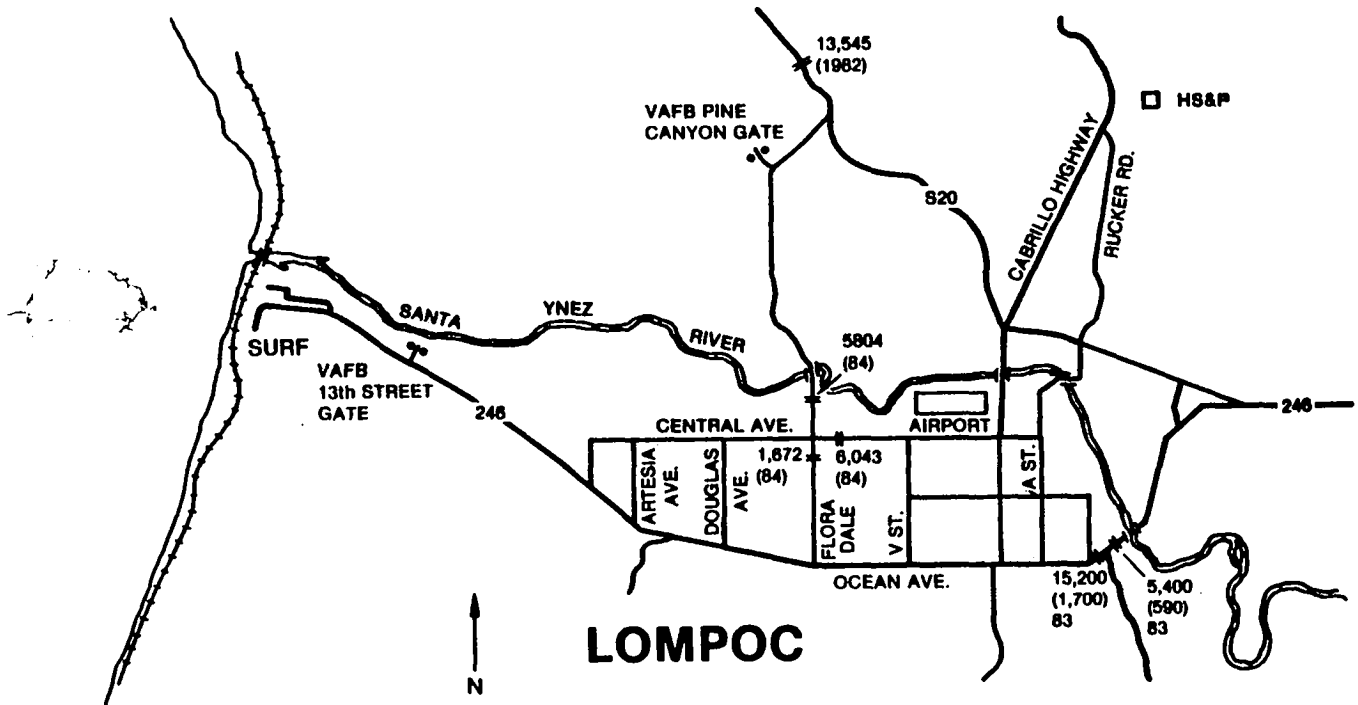 13,545
(1982)
HS&P
VAFB PINE
CANYON GATE
CABRILLO HIGHWAY
RUCKER RD.
S20
SANTA
YNEZ
RIVER
SURF
VAFB
13th STREET
GATE
246
5804
(84)
CENTRAL AVE.
AIRPORT
246
1,672
(84)
6,043
(84)
ARTESIA
AVE.
DOUGLAS
AVE.
FLORA
DALE
V ST.
A ST.
OCEAN AVE.
15,200
(1,700)
83
5,400
(590)
83
LOMPOC
N